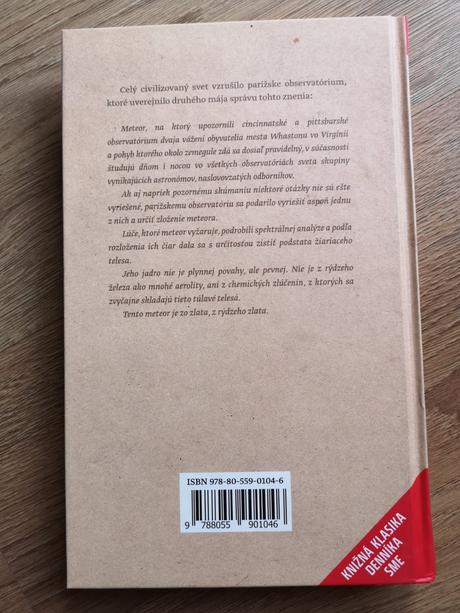 Celý civilizovaný svet vzrušilo parížske observatórium,
ktoré uverejnilo druhého mája správu tohto znenia:
Meteor, na ktorý upozornili cincinnatské a pittsburské
observatórium dvaja vážení obyvatelia mesta Whastonu vo Virgínii
a pohyb ktorého okolo zemegule zdá sa dosiaľ pravidelný, v súčasnosti
študujú dňom i nocou vo všetkých observatóriách sveta skupiny
vynikajúcich astronómov, naslovovzatých odborníkov.
Ak aj napriek pozornému skúmaniu niektoré otázky nie sú ešte
vyriešené, parížskemu observatóriu sa podarilo vyriešiť aspoň jednu
z nich a určiť zloženie meteora.
Lúče, ktoré meteor vyžaruje, podrobili spektrálnej analýze a podľa
rozloženia ich čiar dala sa s určitosťou zistiť podstata žiariaceho
telesa.
Jeho jadro nie je plynnej povahy, ale pevnej. Nie je z rýdzeho
železa ako mnohé aerolity, ani z chemických zlúčenín, z ktorých sa
zvyčajne skladajú tieto túlavé telesá.
Tento meteor je zo zlata, z rýdzeho zlata.
ISBN 978-80-559-0104-6
9 788055 901046
KNIŽNÁ KLASIKA
DENNÍKA
SME